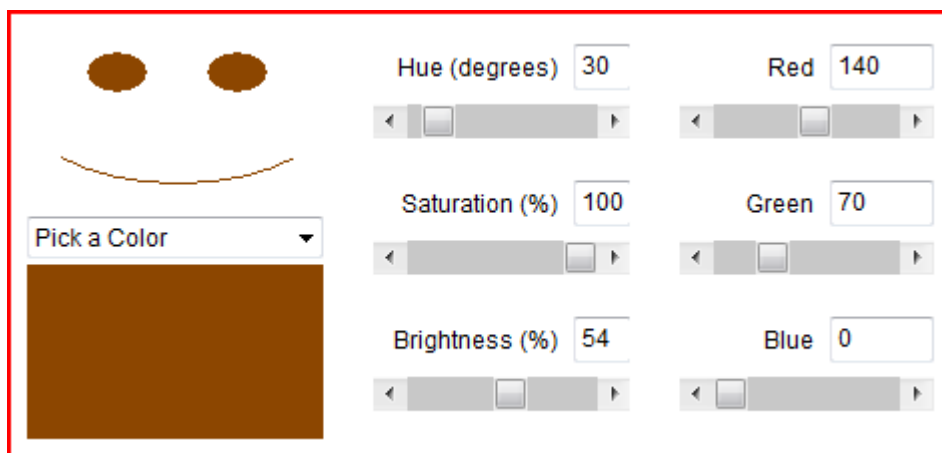 Hue (degrees) 30
Red 140
Saturation (%) 100
Green 70
Pick a Color
Brightness (%) 54
Blue 0